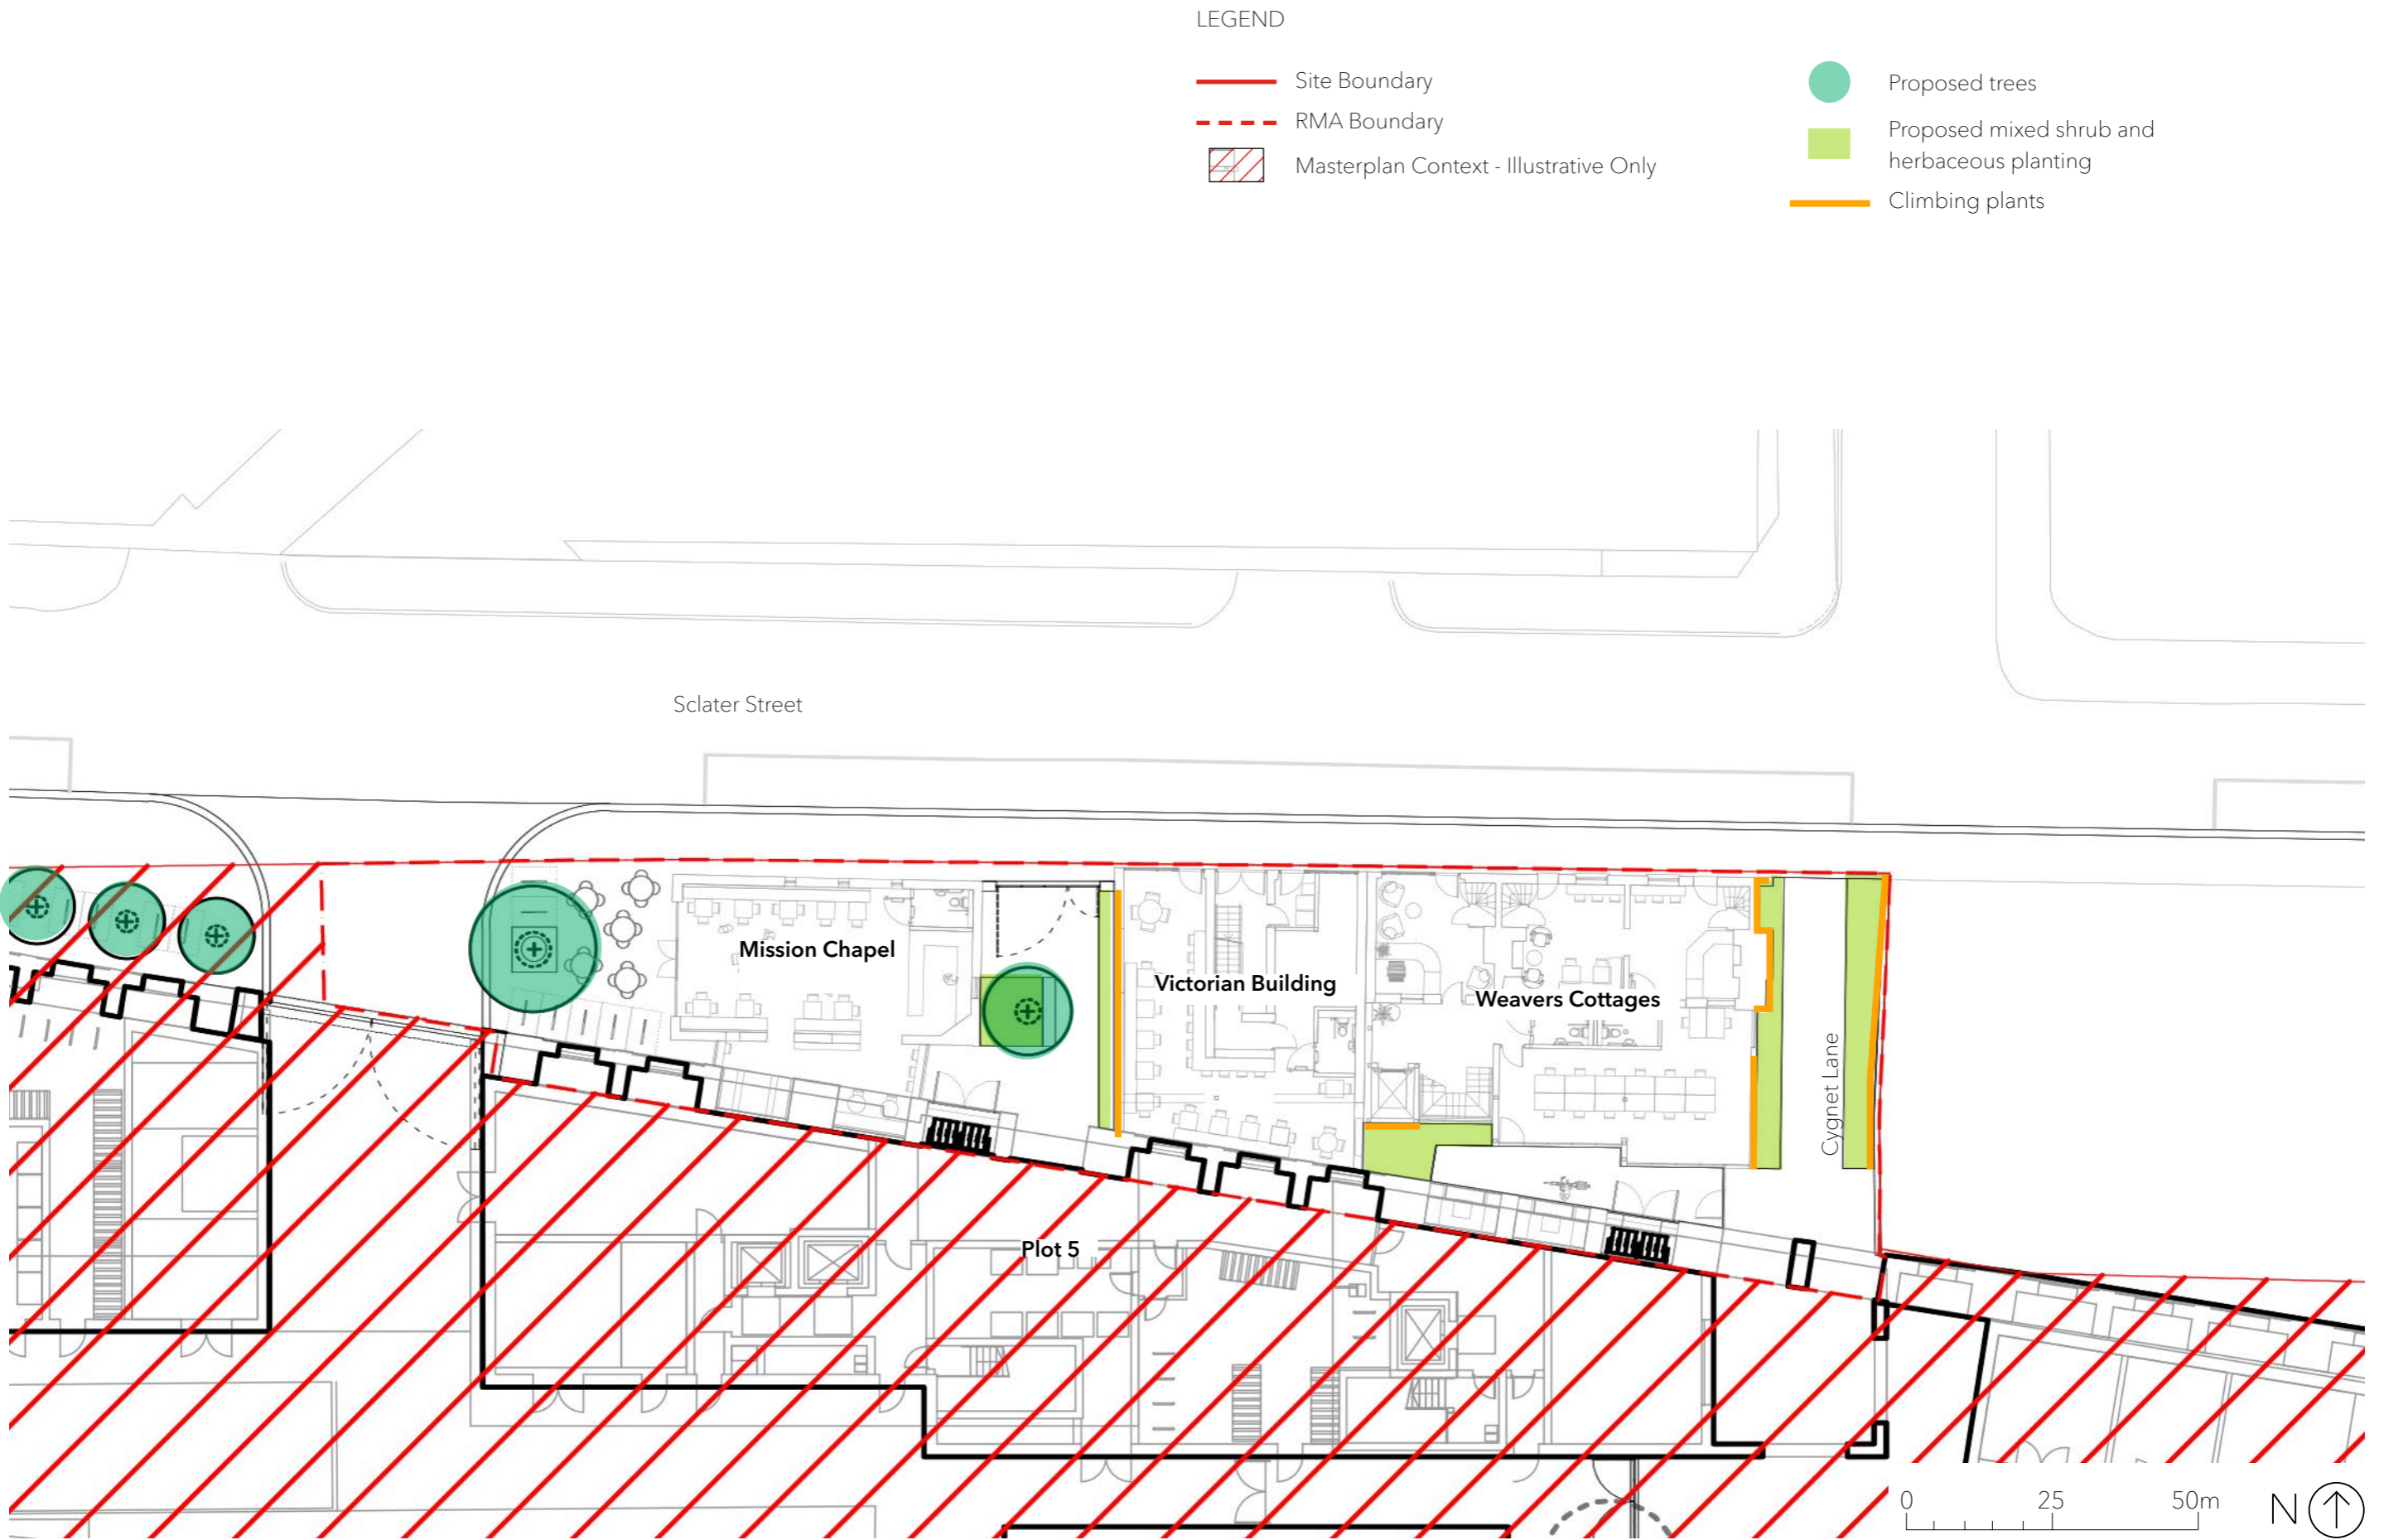 LEGEND
Site Boundary
RMA Boundary
Masterplan Context - Illustrative Only
Proposed trees
Proposed mixed shrub and
herbaceous planting
Climbing plants
Sclater Street
Mission Chapel
Victorian Building
Weavers Cottages
Cygnet Lane
Plot 5
0 25 50m
N